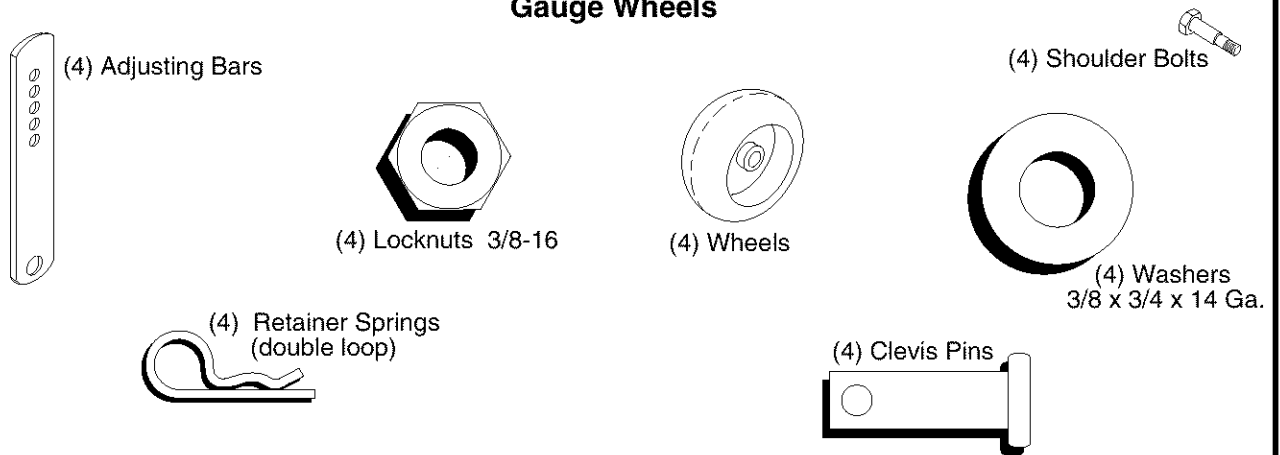 Gauge Wheels
(4) Adjusting Bars
(4) Shoulder Bolts
(4) Locknuts 3/8-16
(4) Wheels
(4) Washers
3/8 x 3/4 x 14 Ga.
(4) Retainer Springs
(double loop)
(4) Clevis Pins